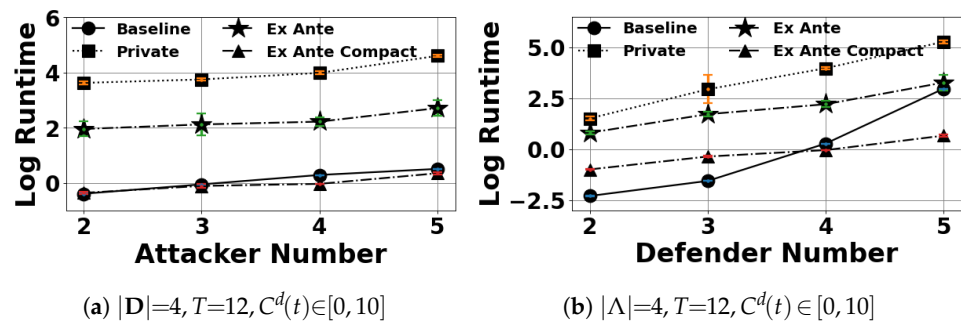 Baseline
Private
Ex Ante
Ex Ante Compact
Log Runtime
6
4
2
0
2 3 4 5
Attacker Number
(a) |D|=4, T=12, C^d(t)∈[0, 10]
Baseline
Private
Ex Ante
Ex Ante Compact
Log Runtime
5.0
2.5
0.0
−2.5
2 3 4 5
Defender Number
(b) |Λ|=4, T=12, C^d(t)∈[0, 10]